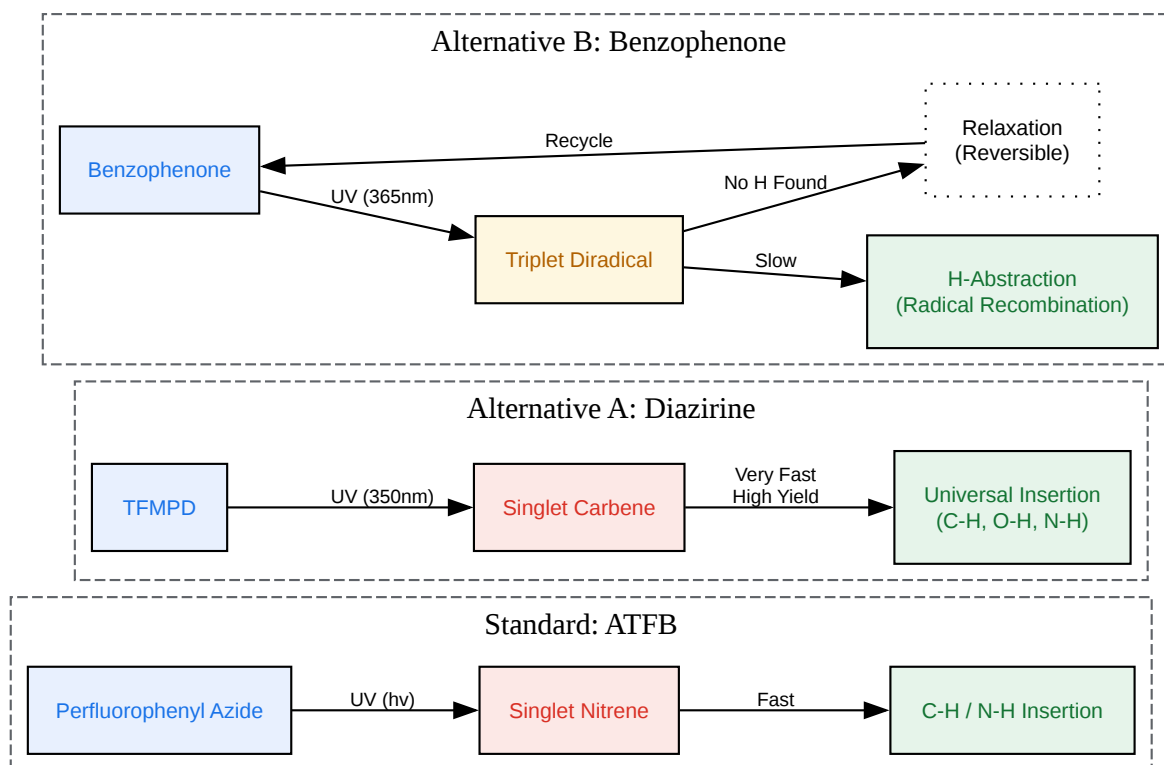 Alternative B: Benzophenone
Relaxation
(Reversible)
Recycle
Benzophenone
No H Found
UV (365nm)
Triplet Diradical
Slow
H-Abstraction
(Radical Recombination)
Alternative A: Diazirine
TFMPD
UV (350nm)
Singlet Carbene
Very Fast
High Yield
Universal Insertion
(C-H, O-H, N-H)
Standard: ATFB
Perfluorophenyl Azide
UV (hv)
Singlet Nitrene
Fast
C-H / N-H Insertion